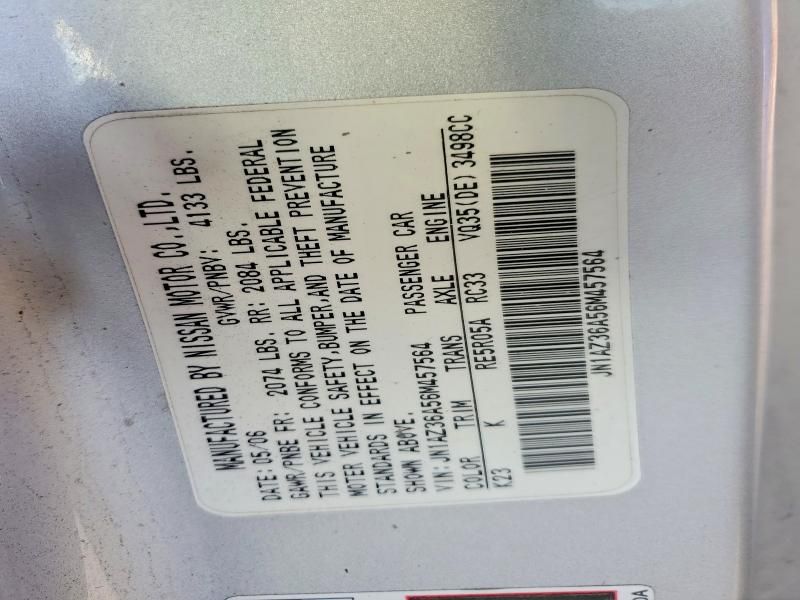 MANUFACTURED BY NISSAN MOTOR CO.,LTD.
DATE: 05/06 GVWR/PNBV: 4133 LBS.
GAWR/PNBE FR: 2074 LBS. RR: 2084 LBS.
THIS VEHICLE CONFORMS TO ALL APPLICABLE FEDERAL
MOTER VEHICLE SAFETY,BUMPER,AND THEFT PREVENTION
STANDARDS IN EFFECT ON THE DATE OF MANUFACTURE
SHOWN ABOVE.
VIN: JN1AZ36A56M457564 PASSENGER CAR
COLOR TRIM TRANS AXLE ENGINE
K23 K RE5R05A RC33 VQ35(DE) 3498CC
JN1AZ36A56M457564